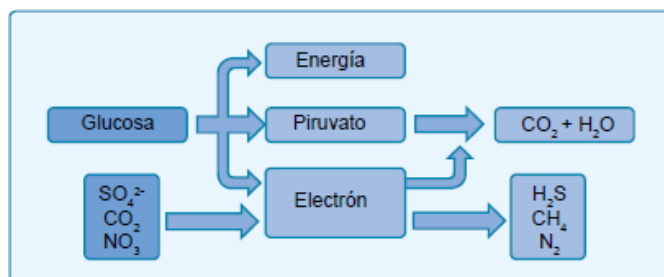 Energía
Glucosa
Piruvato
CO₂ + H₂O
SO₄²⁻
CO₂
NO₃
Electrón
H₂S
CH₄
N₂